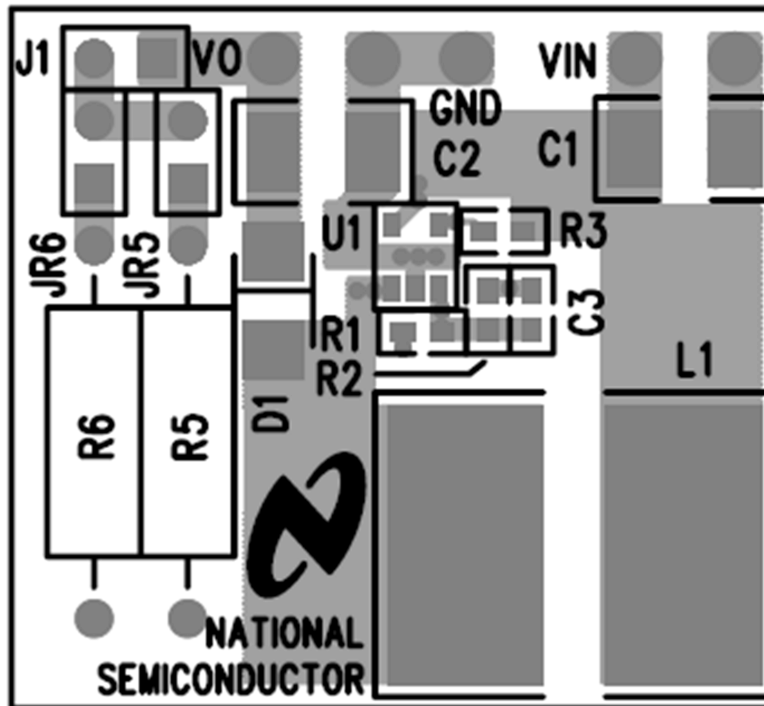 J1
VO
VIN
GND
C2
C1
U1
R3
JR6
JR5
C3
R1
R2
L1
D1
R6
R5
NATIONAL
SEMICONDUCTOR